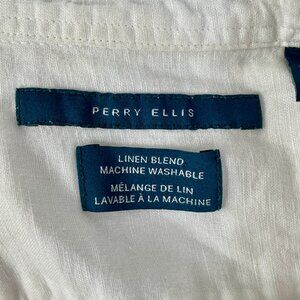 PERRY ELLIS
LINEN BLEND
MACHINE WASHABLE
MÉLANGE DE LIN
LAVABLE À LA MACHINE